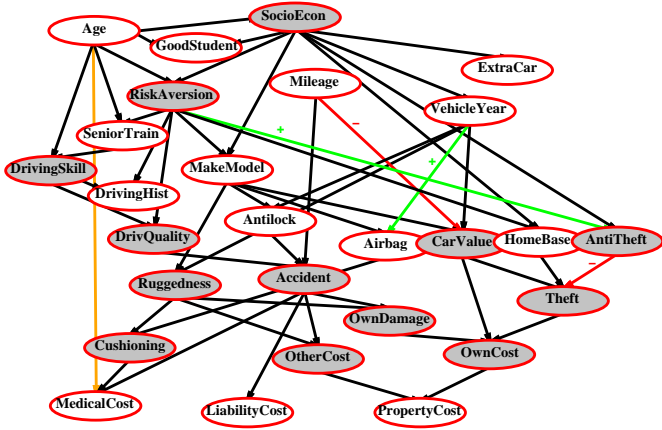 SocioEcon
Age
GoodStudent
ExtraCar
Mileage
RiskAversion
VehicleYear
+
−
SeniorTrain
DrivingSkill
MakeModel
+
DrivingHist
Antilock
DrivQuality
Airbag
CarValue
HomeBase
AntiTheft
−
Ruggedness
Accident
Theft
OwnDamage
Cushioning
OtherCost
OwnCost
MedicalCost
LiabilityCost
PropertyCost